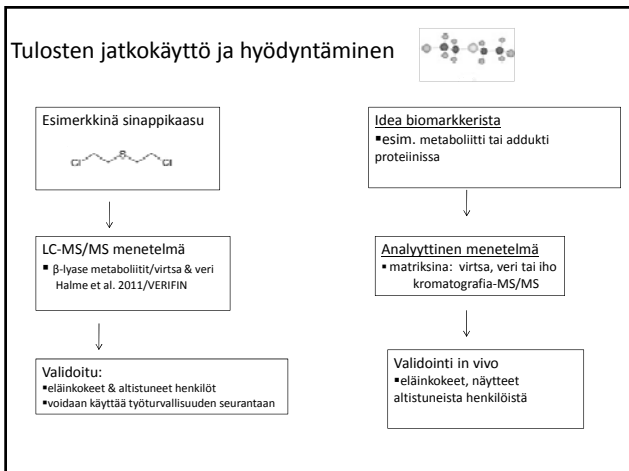 Tulosten jatkokäyttö ja hyödyntäminen
Esimerkkinä sinappikaasu
Cl S Cl
LC-MS/MS menetelmä
▪ β-lyase metaboliitit/virtsa & veri
Halme et al. 2011/VERIFIN
Validoitu:
▪eläinkokeet & altistuneet henkilöt
▪voidaan käyttää työturvallisuuden seurantaan
Idea biomarkkerista
▪esim. metaboliitti tai addukti
proteiinissa
Analyyttinen menetelmä
▪ matriksina: virtsa, veri tai iho
kromatografia-MS/MS
Validointi in vivo
▪eläinkokeet, näytteet
altistuneista henkilöistä